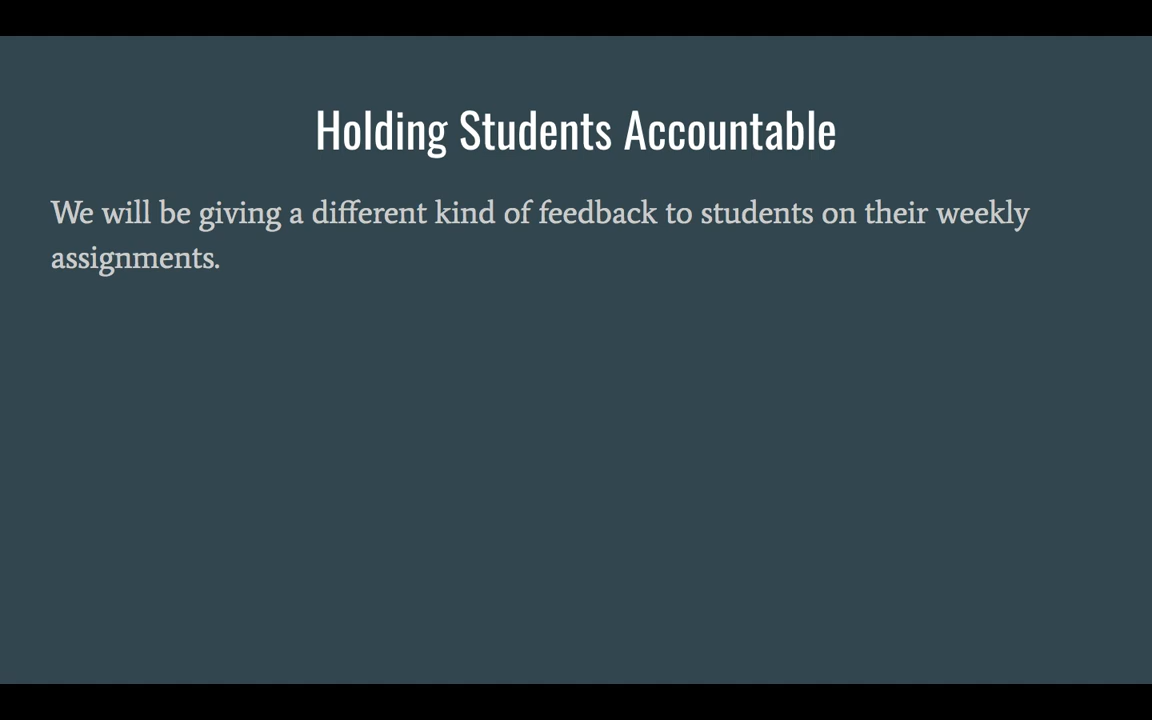 Holding Students Accountable
We will be giving a different kind of feedback to students on their weekly
assignments.